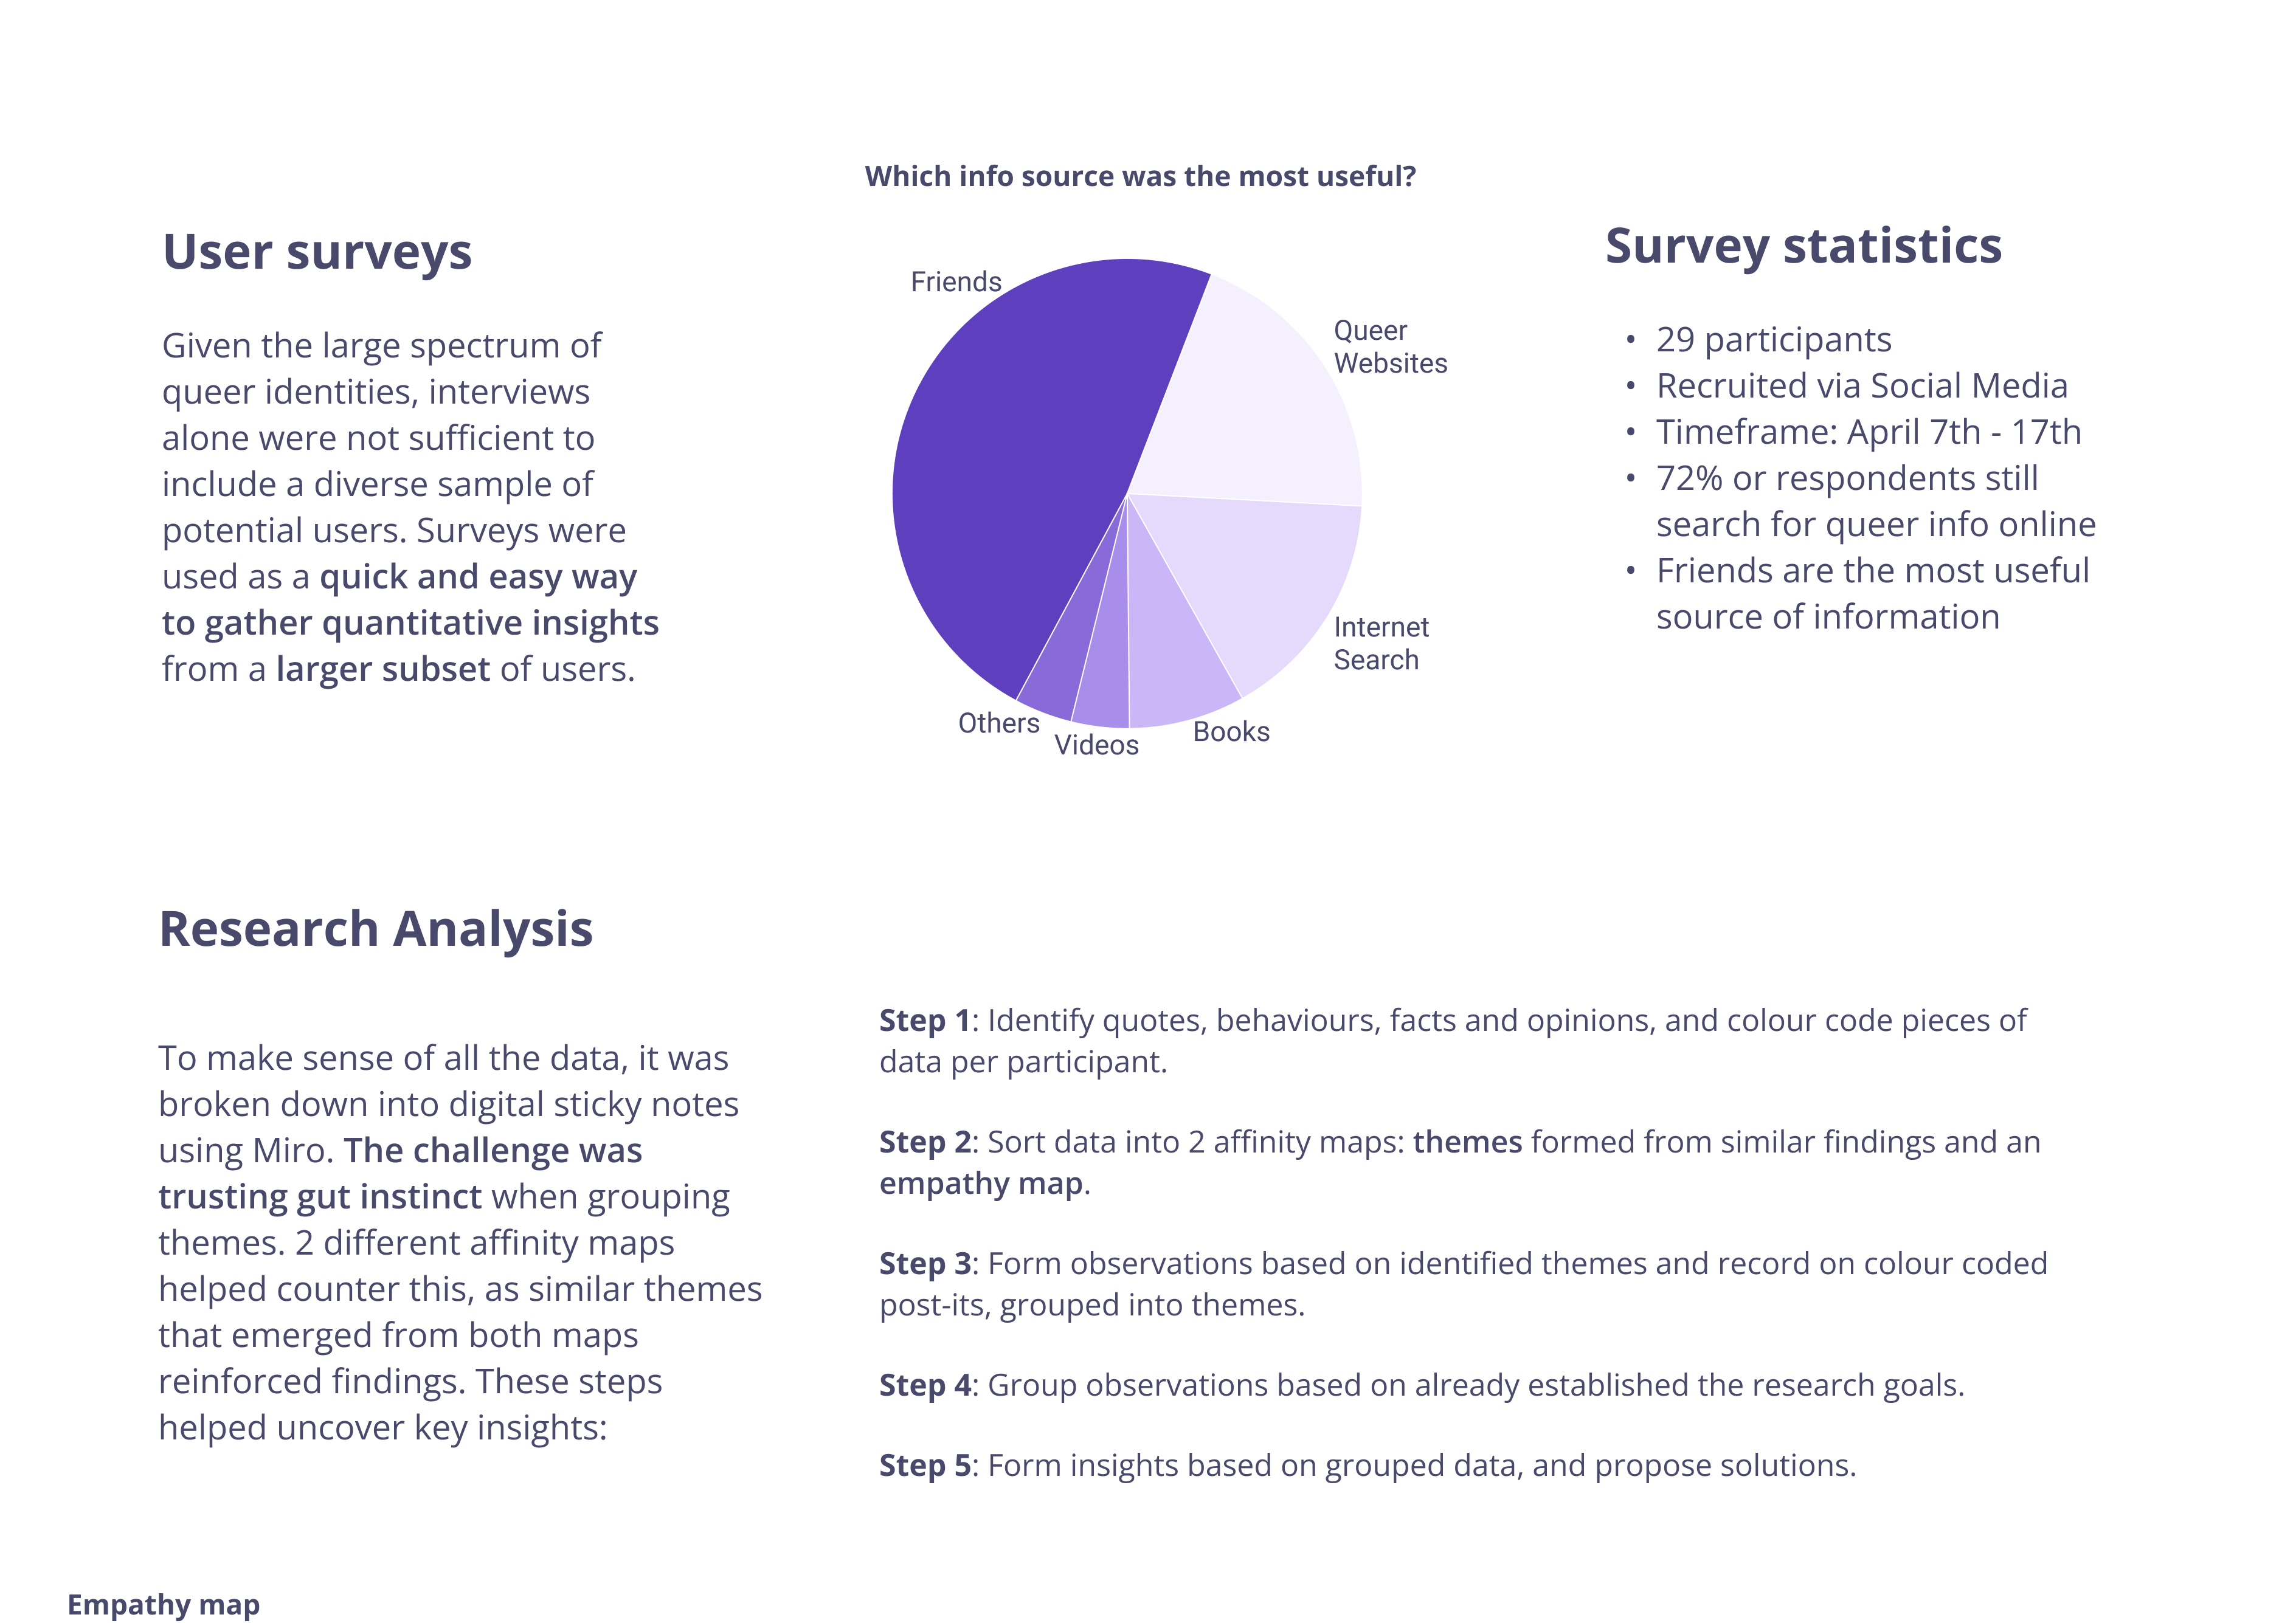 User surveys
Given the large spectrum of
queer identities, interviews
alone were not sufficient to
include a diverse sample of
potential users. Surveys were
used as a quick and easy way
to gather quantitative insights
from a larger subset of users.
Which info source was the most useful?
Friends
Queer
Websites
Internet
Search
Books
Videos
Others
Survey statistics
• 29 participants
• Recruited via Social Media
• Timeframe: April 7th - 17th
• 72% or respondents still
search for queer info online
• Friends are the most useful
source of information
Research Analysis
To make sense of all the data, it was
broken down into digital sticky notes
using Miro. The challenge was
trusting gut instinct when grouping
themes. 2 different affinity maps
helped counter this, as similar themes
that emerged from both maps
reinforced findings. These steps
helped uncover key insights:
Step 1: Identify quotes, behaviours, facts and opinions, and colour code pieces of
data per participant.
Step 2: Sort data into 2 affinity maps: themes formed from similar findings and an
empathy map.
Step 3: Form observations based on identified themes and record on colour coded
post-its, grouped into themes.
Step 4: Group observations based on already established the research goals.
Step 5: Form insights based on grouped data, and propose solutions.
Empathy map